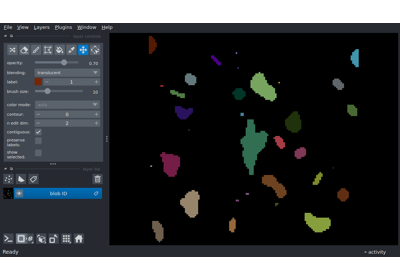 File View Layers Plugins Window Help
opacity: 0.70
blending: translucent
label: 1
brush size: 10
color mode:
contour: 0
n edit dim: 2
contiguous:
preserve labels:
show selected:
blob ID
Ready
activity